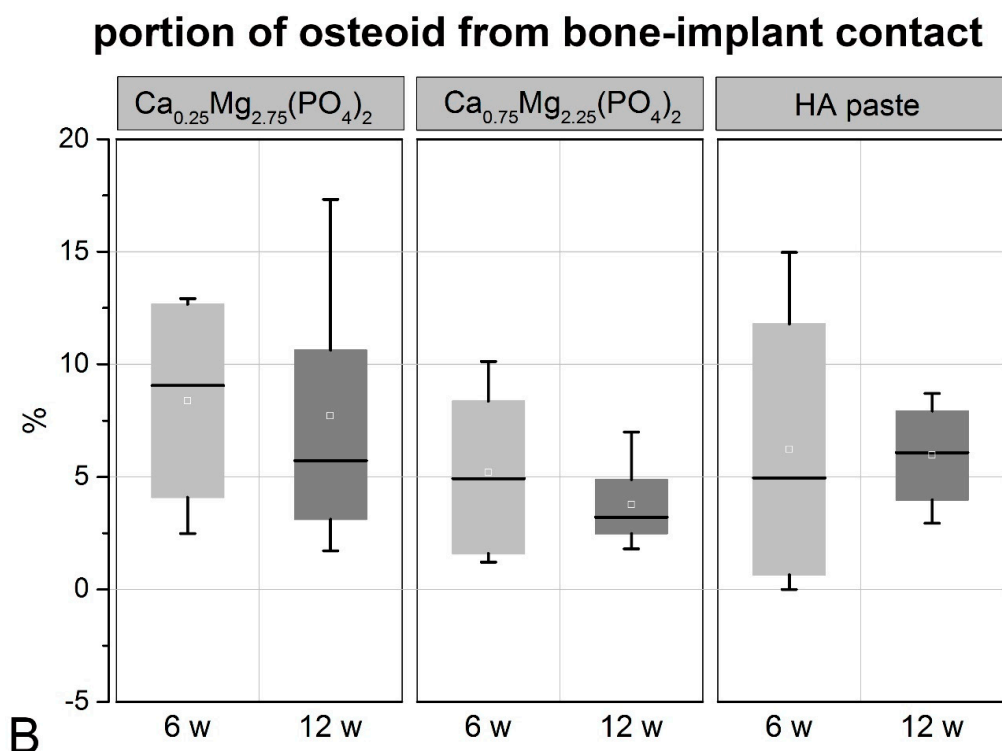 portion of osteoid from bone-implant contact
Ca₀.₂₅Mg₂.₇₅(PO₄)₂ Ca₀.₇₅Mg₂.₂₅(PO₄)₂ HA paste
20
15
10
%
5
0
-5
6 w 12 w 6 w 12 w 6 w 12 w
B